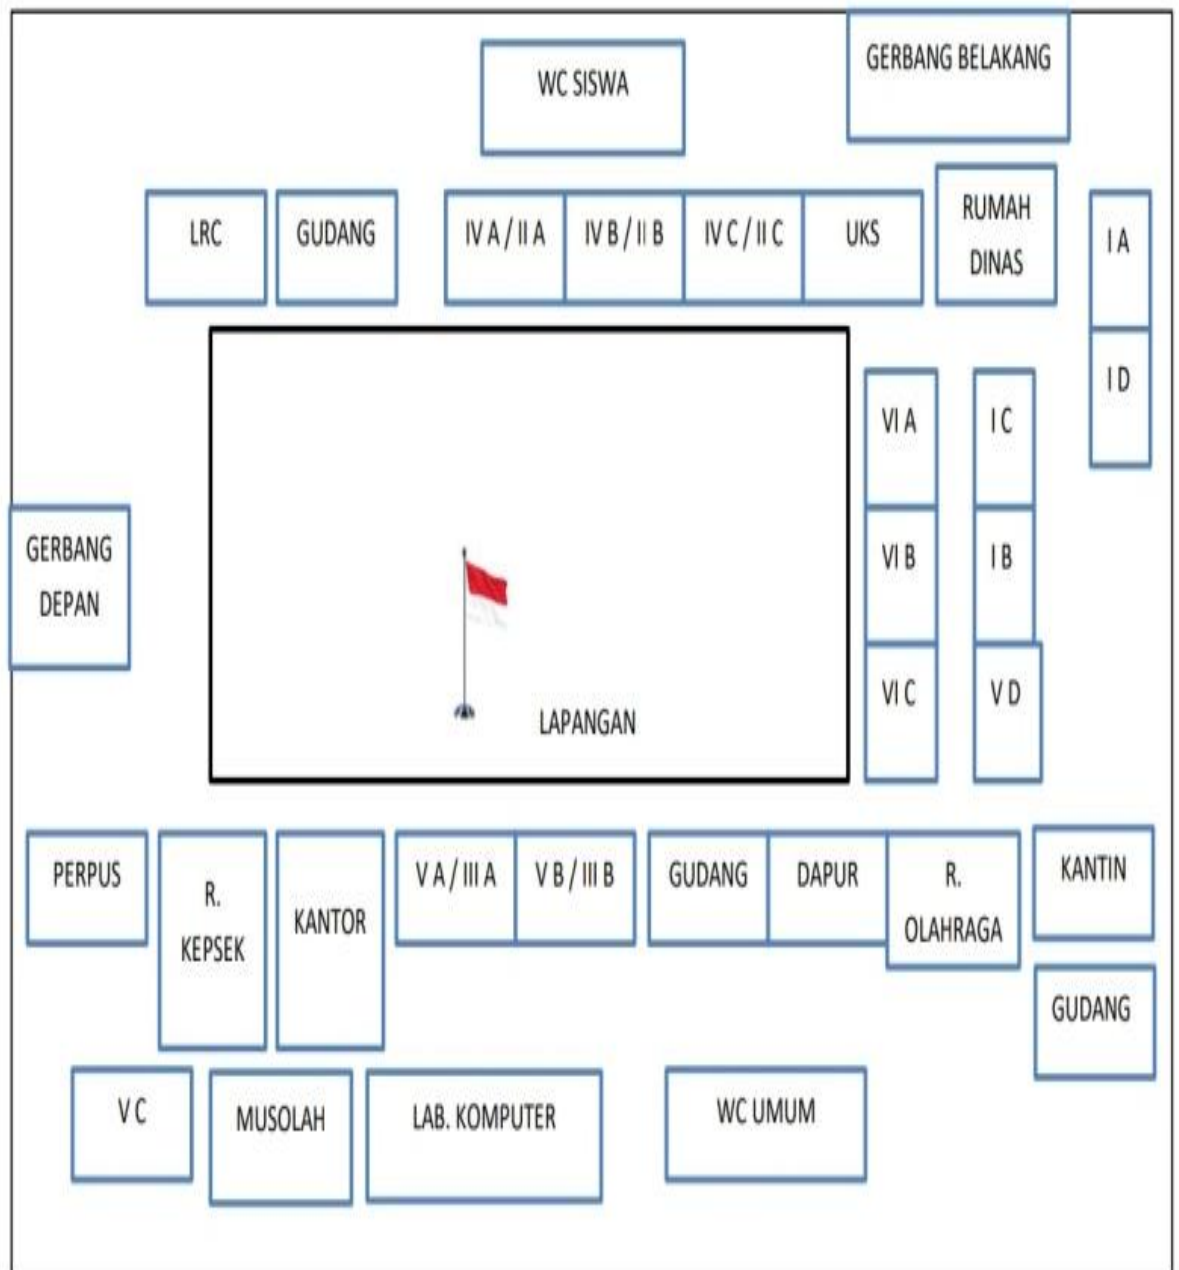 WC SISWA
GERBANG BELAKANG
LRC
GUDANG
IV A / II A
IV B / II B
IV C / II C
UKS
RUMAH
DINAS
I A
I D
VI A
I C
GERBANG
DEPAN
VI B
I B
VI C
V D
LAPANGAN
PERPUS
R.
KEPSEK
KANTOR
V A / III A
V B / III B
GUDANG
DAPUR
R.
OLAHRAGA
KANTIN
GUDANG
V C
MUSOLAH
LAB. KOMPUTER
WC UMUM